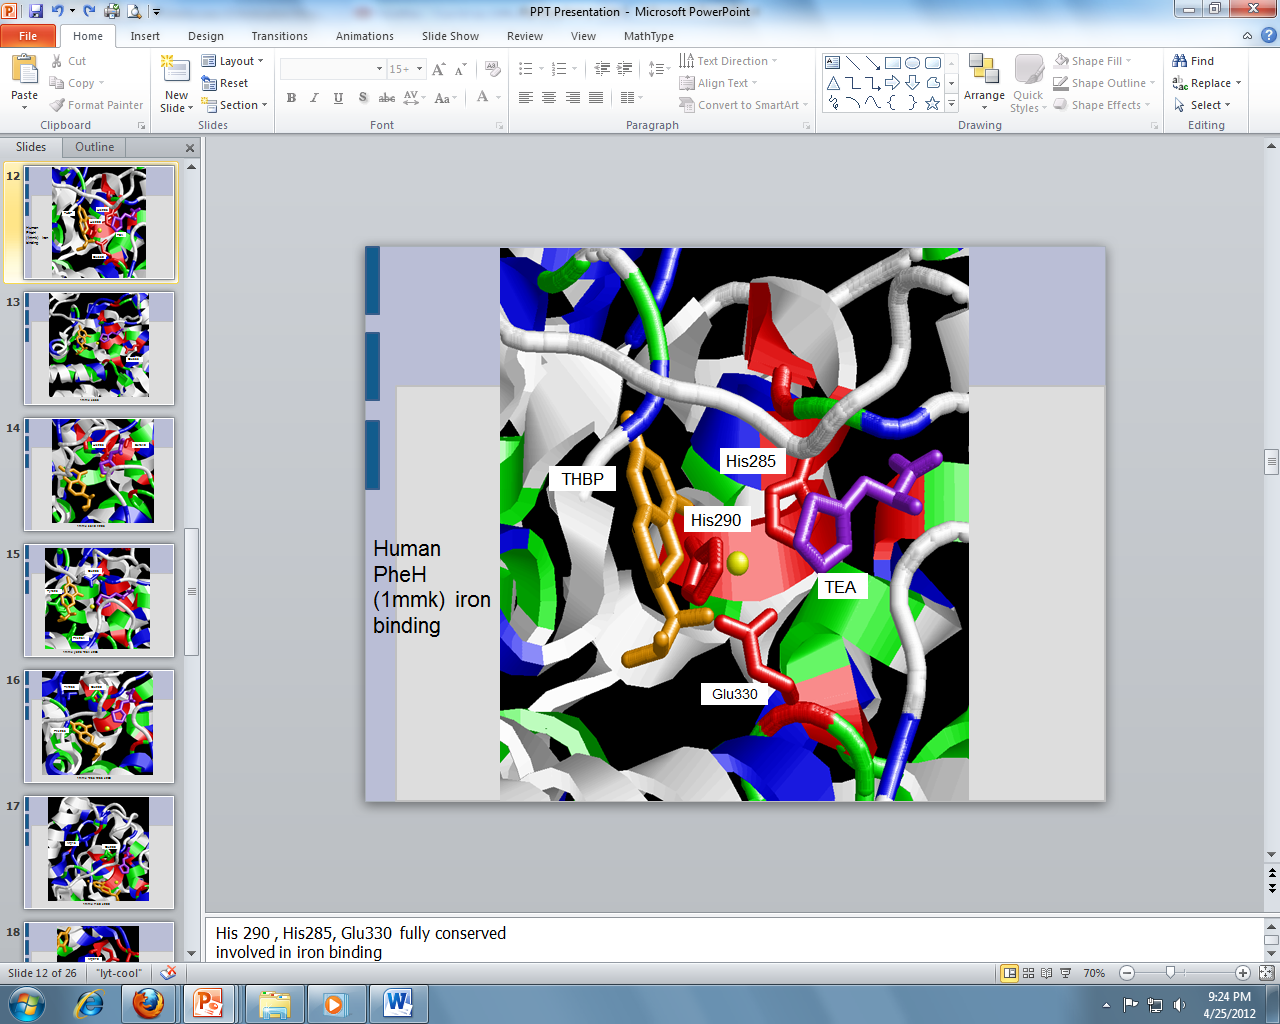 PPT Presentation - Microsoft PowerPoint
File Home Insert Design Transitions Animations Slide Show Review View MathType
Paste
Cut
Copy
Format Painter
Clipboard
New Slide
Layout
Reset
Section
Slides
15+
Font
Text Direction
Align Text
Convert to SmartArt
Paragraph
Arrange
Quick Styles
Shape Fill
Shape Outline
Shape Effects
Drawing
Find
Replace
Select
Editing
Slides Outline
12
13
14
15
16
17
18
His285
THBP
His290
Human
PheH
(1mmk) iron
binding
TEA
Glu330
His 290 , His285, Glu330 fully conserved
involved in iron binding
Slide 12 of 26 "lyt-cool" 70%
9:24 PM
4/25/2012